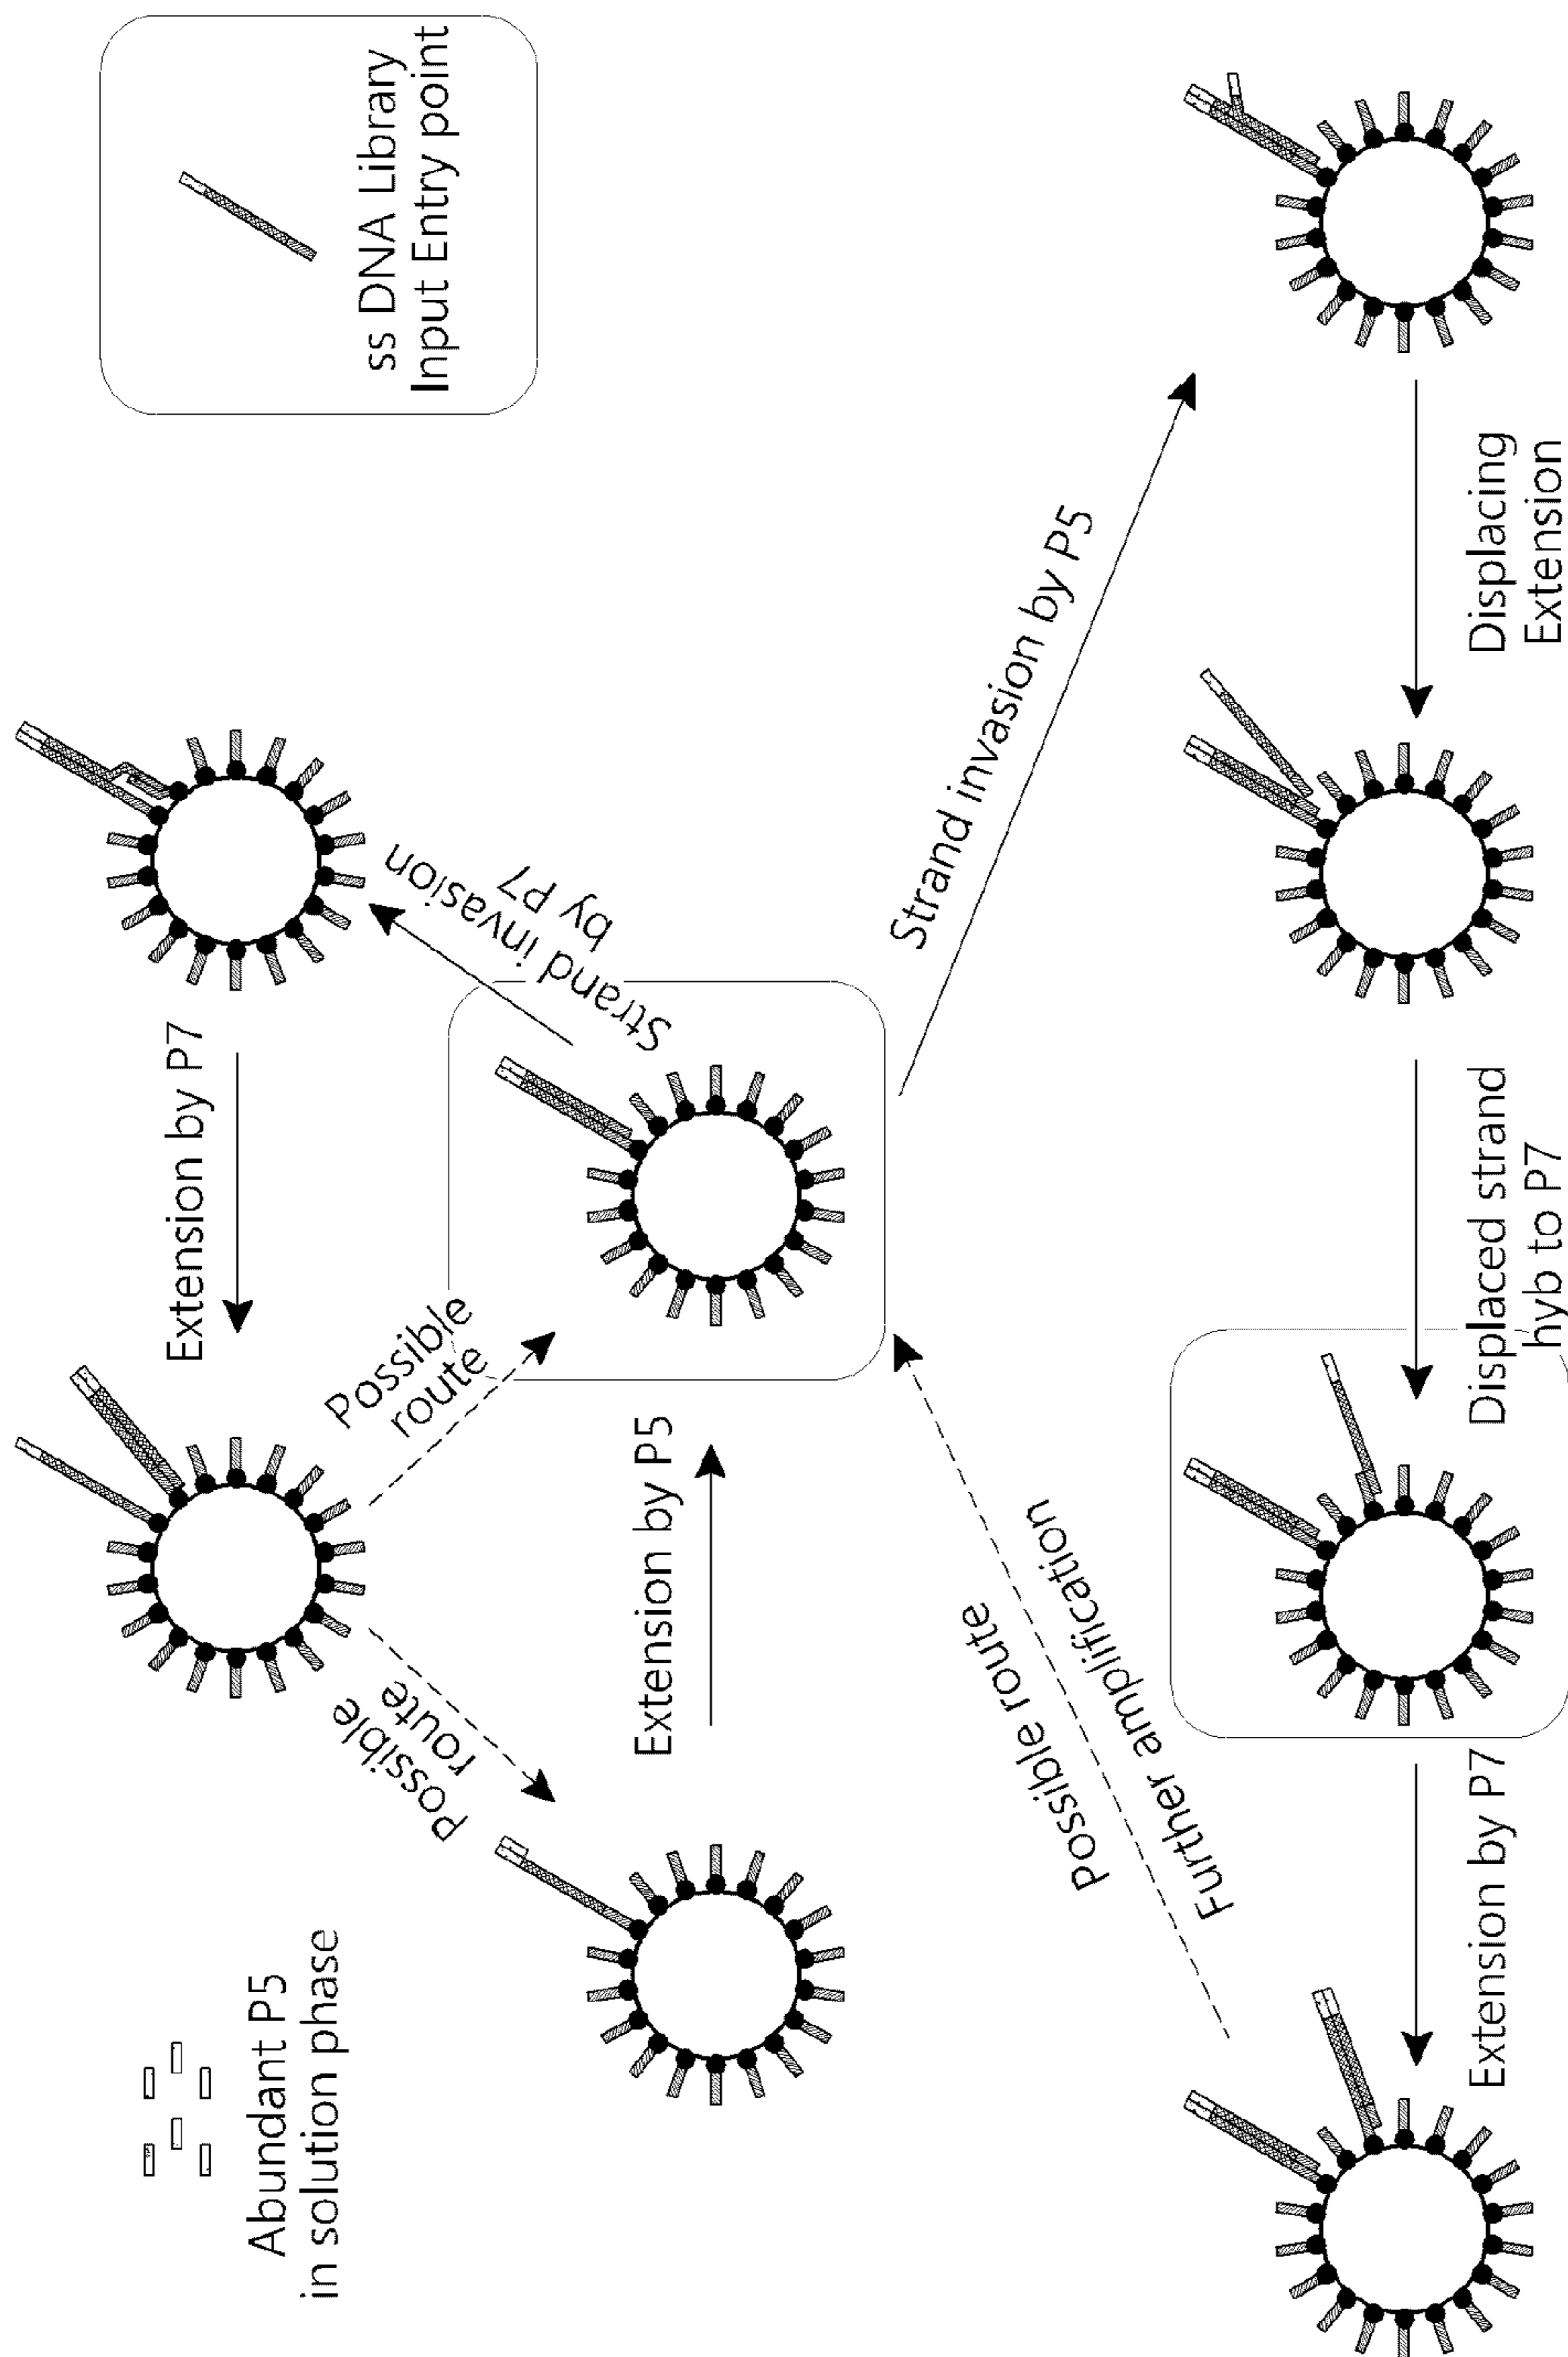 Abundant P5
in solution phase
ss DNA Library
Input Entry point
Extension by P7
Possible
route
Possible
route
Strand invasion
by P7
Extension by P5
Strand invasion by P5
Possible route
Further amplification
Extension by P7
Displaced strand
hyb to P7
Displacing
Extension